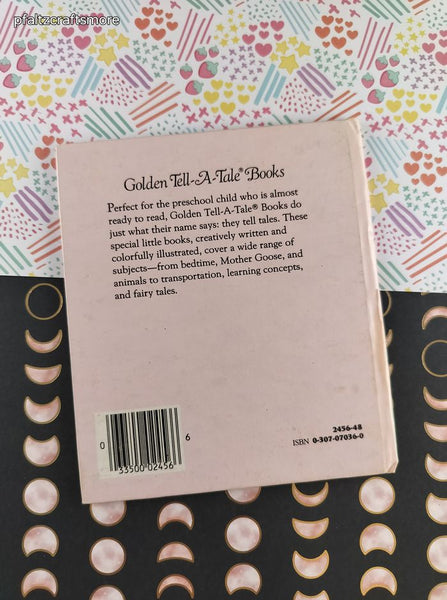 pfaltzcraftsmore
Golden Tell-A-Tale® Books
Perfect for the preschool child who is almost
ready to read, Golden Tell-A-Tale® Books do
just what their name says: they tell tales. These
special little books, creatively written and
colorfully illustrated, cover a wide range of
subjects—from bedtime, Mother Goose, and
animals to transportation, learning concepts,
and fairy tales.
0 33500 02456 6
2456-48
ISBN 0-307-07036-0